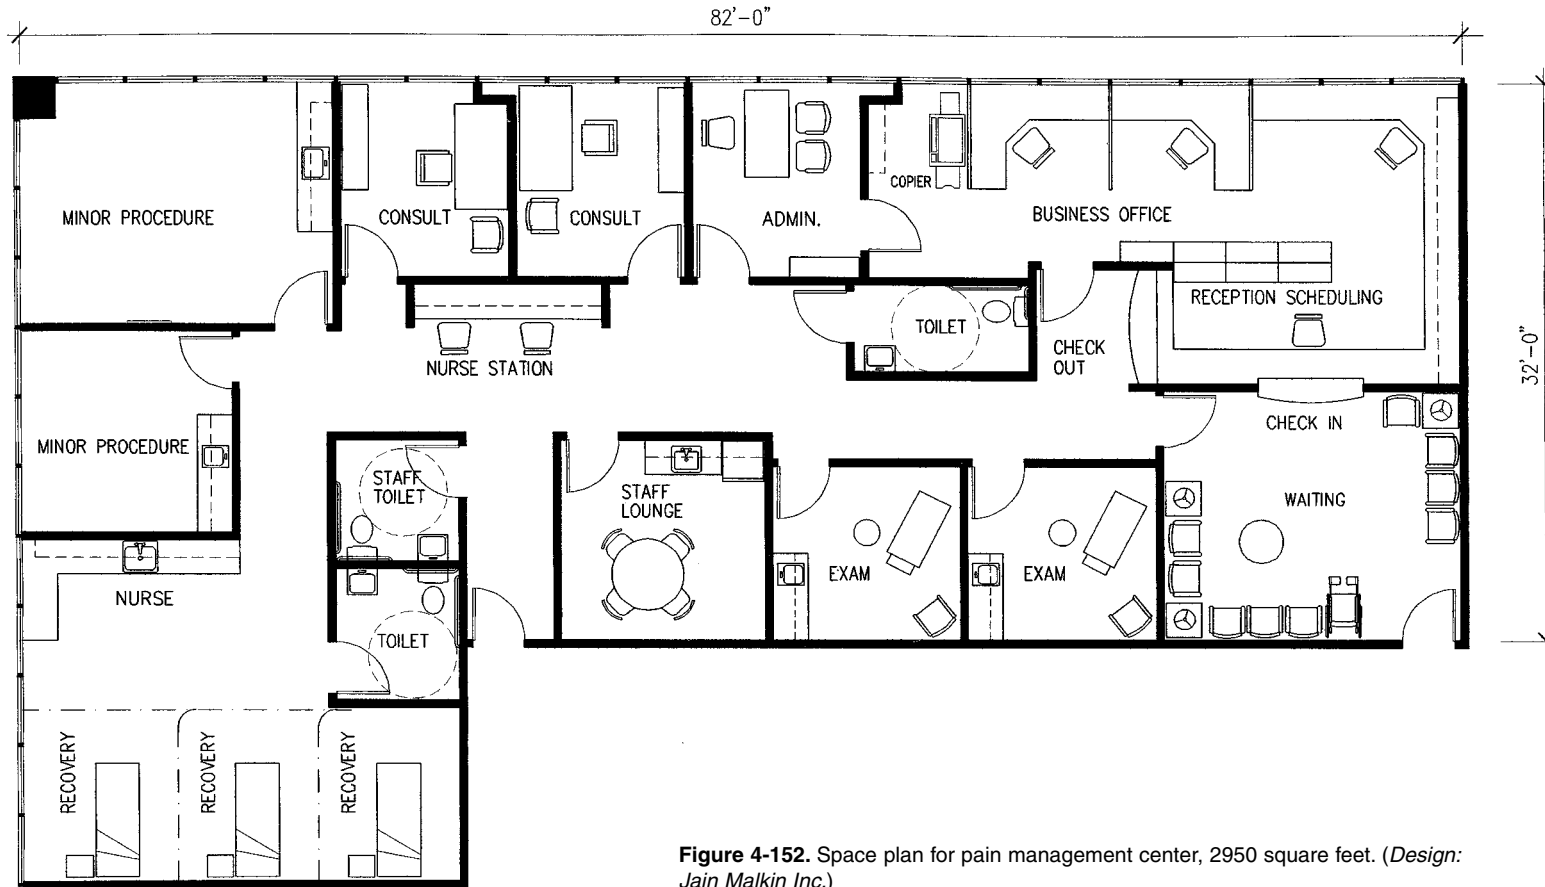 82'-0"
MINOR PROCEDURE
CONSULT
CONSULT
ADMIN.
COPIER
BUSINESS OFFICE
RECEPTION SCHEDULING
TOILET
CHECK
OUT
32'-0"
NURSE STATION
CHECK IN
MINOR PROCEDURE
STAFF
TOILET
STAFF
LOUNGE
WAITING
EXAM
EXAM
NURSE
TOILET
RECOVERY
RECOVERY
RECOVERY
Figure 4-152. Space plan for pain management center, 2950 square feet. (Design:
Jain Malkin Inc.)